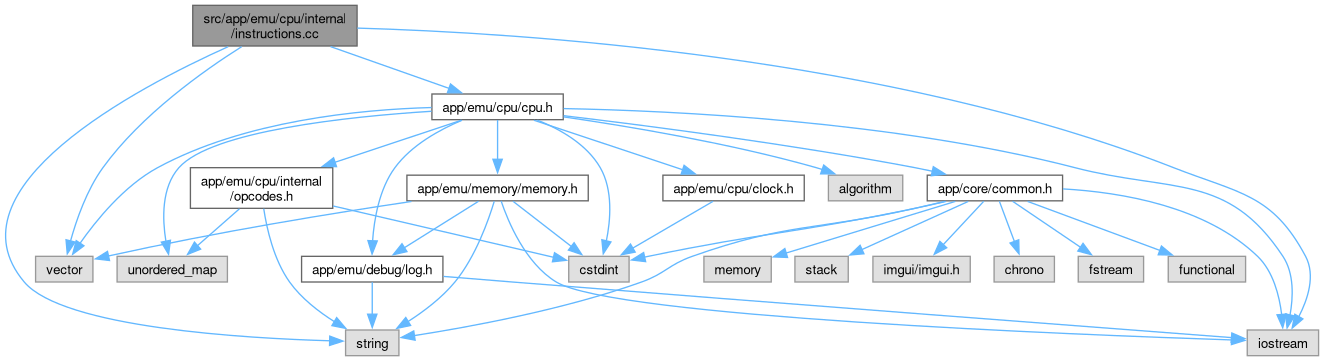 src/app/emu/cpu/internal
/instructions.cc
app/emu/cpu/cpu.h
app/emu/cpu/internal
/opcodes.h
app/emu/memory/memory.h
app/emu/cpu/clock.h
algorithm
app/core/common.h
vector
unordered_map
app/emu/debug/log.h
cstdint
memory
stack
imgui/imgui.h
chrono
fstream
functional
string
iostream